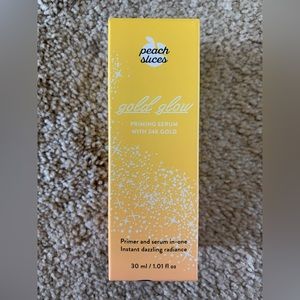 peach
slices
gold glow
PRIMING SERUM
WITH 24K GOLD
Primer and serum in-one
Instant dazzling radiance
30 ml / 1.01 fl oz